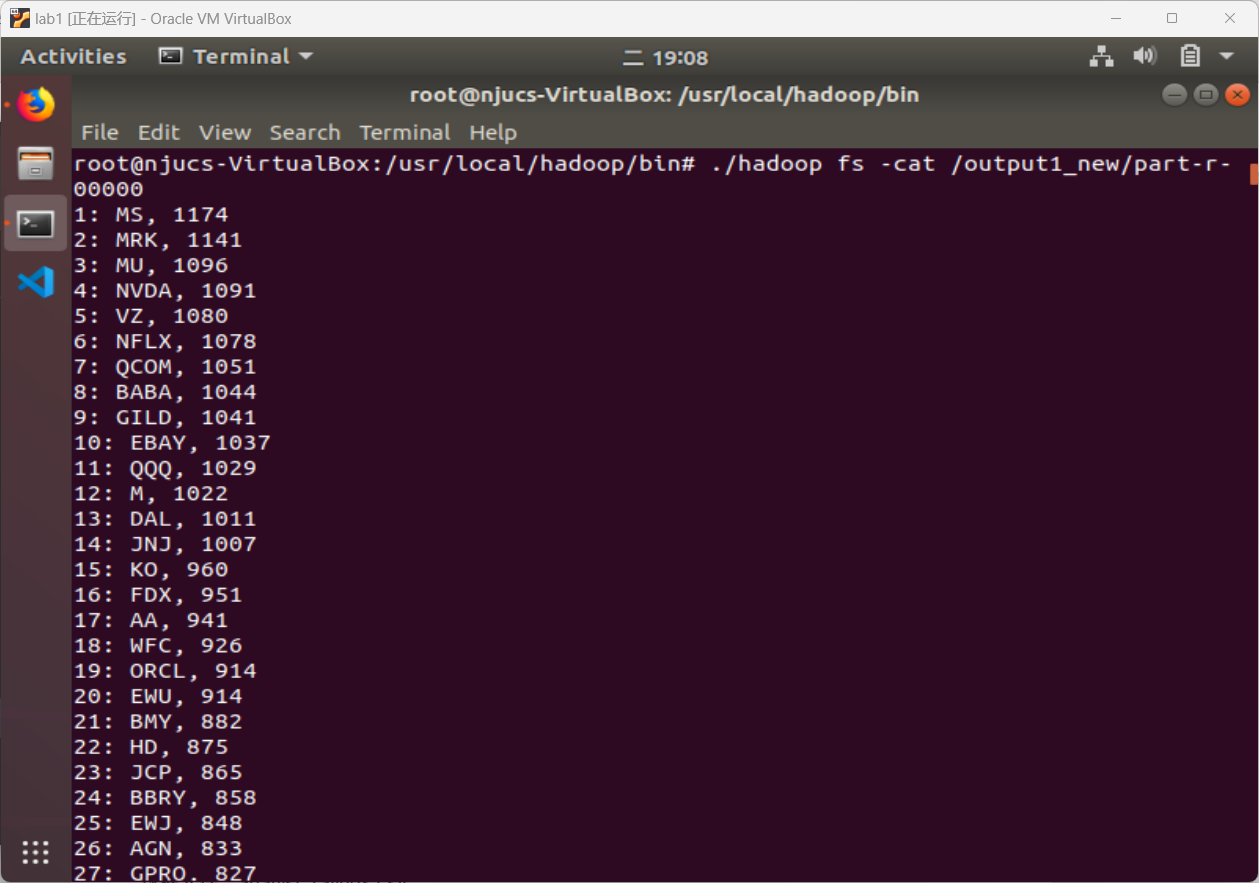 lab1 [正在运行] - Oracle VM VirtualBox
Activities Terminal 二 19:08
root@njucs-VirtualBox: /usr/local/hadoop/bin
File Edit View Search Terminal Help
root@njucs-VirtualBox:/usr/local/hadoop/bin# ./hadoop fs -cat /output1_new/part-r-
00000
1: MS, 1174
2: MRK, 1141
3: MU, 1096
4: NVDA, 1091
5: VZ, 1080
6: NFLX, 1078
7: QCOM, 1051
8: BABA, 1044
9: GILD, 1041
10: EBAY, 1037
11: QQQ, 1029
12: M, 1022
13: DAL, 1011
14: JNJ, 1007
15: KO, 960
16: FDX, 951
17: AA, 941
18: WFC, 926
19: ORCL, 914
20: EWU, 914
21: BMY, 882
22: HD, 875
23: JCP, 865
24: BBRY, 858
25: EWJ, 848
26: AGN, 833
27: GPRO, 827